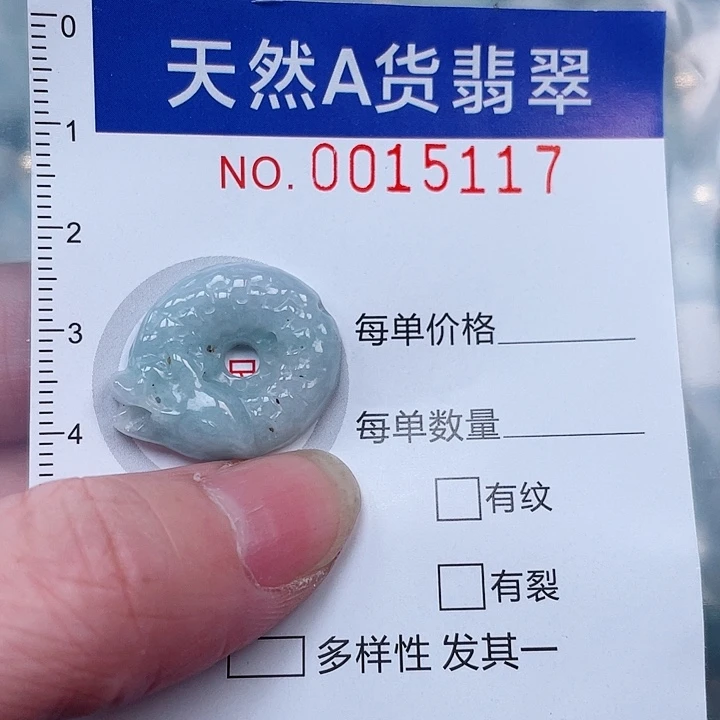 天然A货翡翠
NO. 0015117
0
1
2
3
4
每单价格
每单数量
有纹
有裂
多样性 发其一